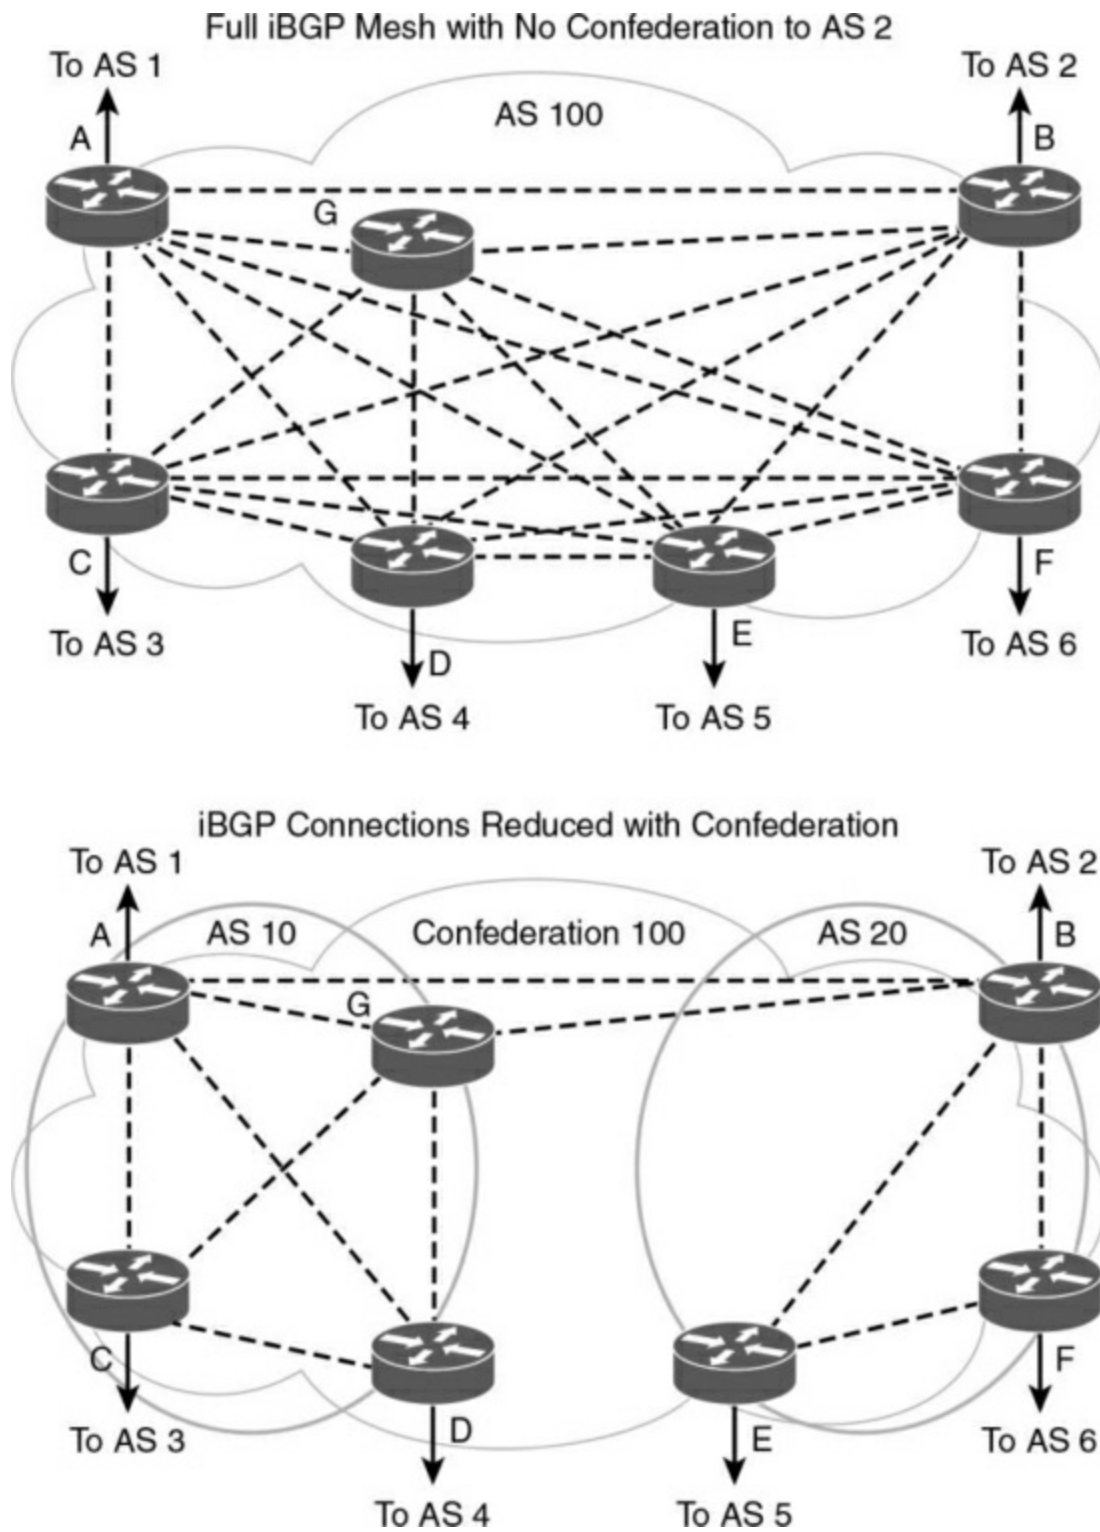 Full iBGP Mesh with No Confederation to AS 2
To AS 1
To AS 2
AS 100
A
B
G
C
F
To AS 3
E
To AS 6
D
To AS 4
To AS 5
iBGP Connections Reduced with Confederation
To AS 1
To AS 2
A
AS 10
Confederation 100
AS 20
B
G
C
F
To AS 3
D
E
To AS 6
To AS 4
To AS 5